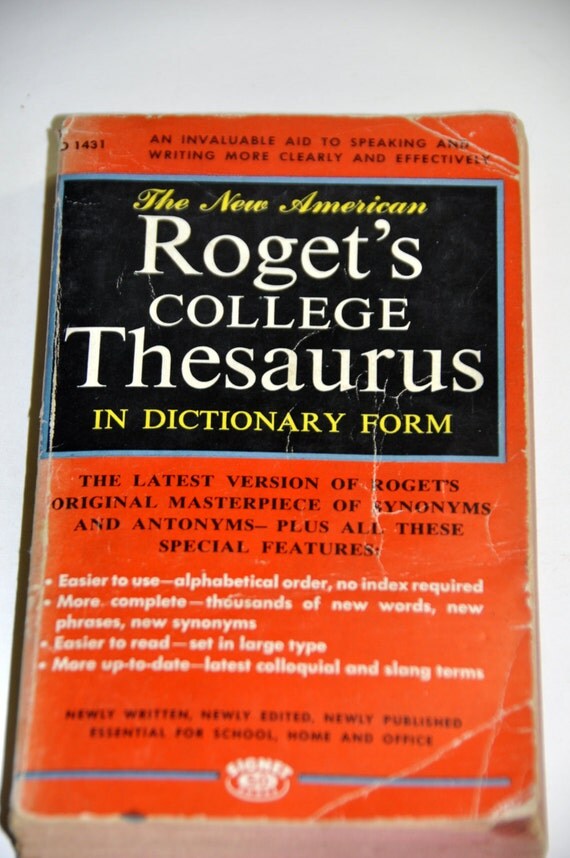 D 1431
AN INVALUABLE AID TO SPEAKING AND
WRITING MORE CLEARLY AND EFFECTIVELY
The New American
Roget's
COLLEGE
Thesaurus
IN DICTIONARY FORM
THE LATEST VERSION OF ROGET'S
ORIGINAL MASTERPIECE OF SYNONYMS
AND ANTONYMS— PLUS ALL THESE
SPECIAL FEATURES:
• Easier to use—alphabetical order, no index required
• More complete—thousands of new words, new
phrases, new synonyms
• Easier to read—set in large type
• More up-to-date—latest colloquial and slang terms
NEWLY WRITTEN, NEWLY EDITED, NEWLY PUBLISHED
ESSENTIAL FOR SCHOOL, HOME AND OFFICE
SIGNET
BOOKS